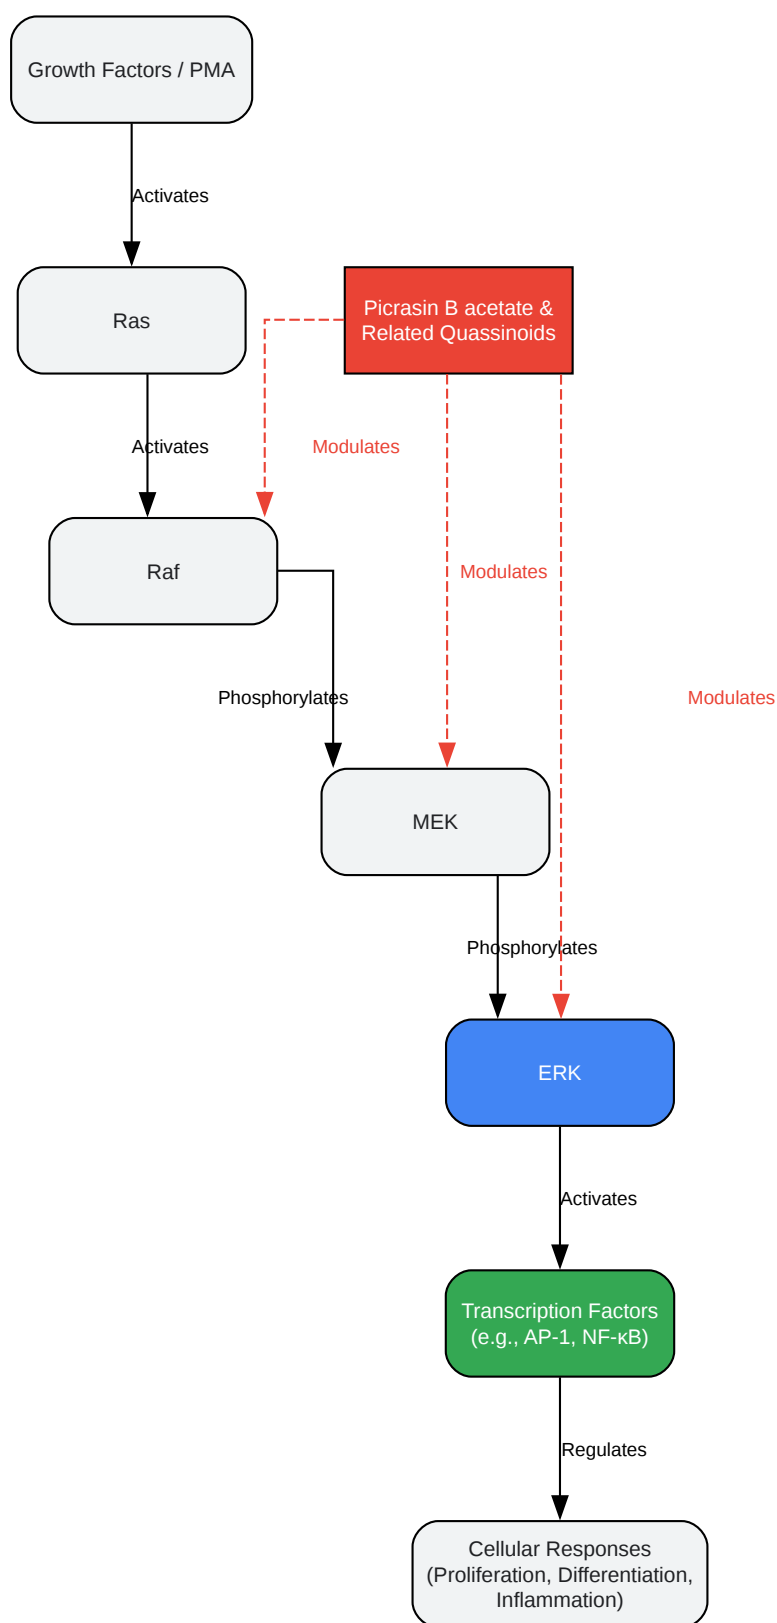 Growth Factors / PMA
Activates
Ras
Picrasin B acetate &
Related Quassinoids
Activates
Modulates
Raf
Modulates
Phosphorylates
Modulates
MEK
Phosphorylates
ERK
Activates
Transcription Factors
(e.g., AP-1, NF-κB)
Regulates
Cellular Responses
(Proliferation, Differentiation,
Inflammation)